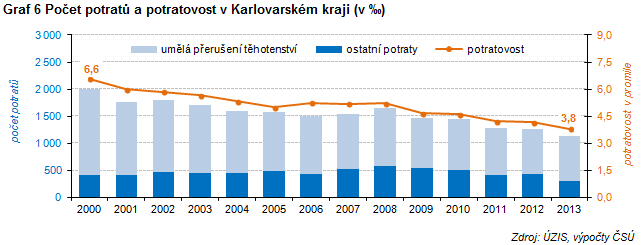 Graf 6 Počet potratů a potratovost v Karlovarském kraji (v ‰)
umělá přerušení těhotenství ostatní potraty potratovost
počet potratů
3 000
2 500
2 000
1 500
1 000
500
0
6,6
3,8
9,0
7,5
6,0
4,5
3,0
1,5
0,0
potratovost v promile
2000 2001 2002 2003 2004 2005 2006 2007 2008 2009 2010 2011 2012 2013
Zdroj: ÚZIS, výpočty ČSÚ